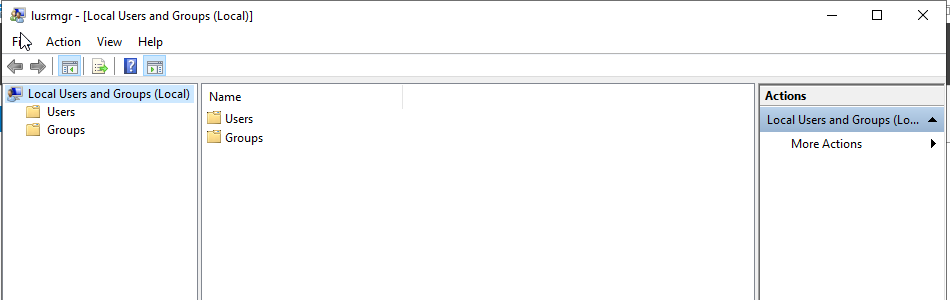 lusrmgr - [Local Users and Groups (Local)]
Action View Help
Local Users and Groups (Local)
Users
Groups
Name
Users
Groups
Actions
Local Users and Groups (Lo...
More Actions